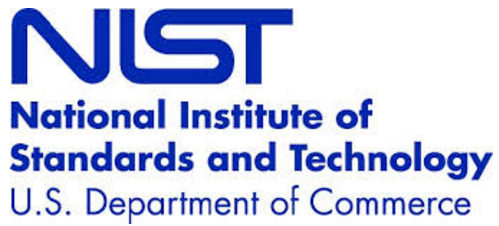 NIST
National Institute of
Standards and Technology
U.S. Department of Commerce